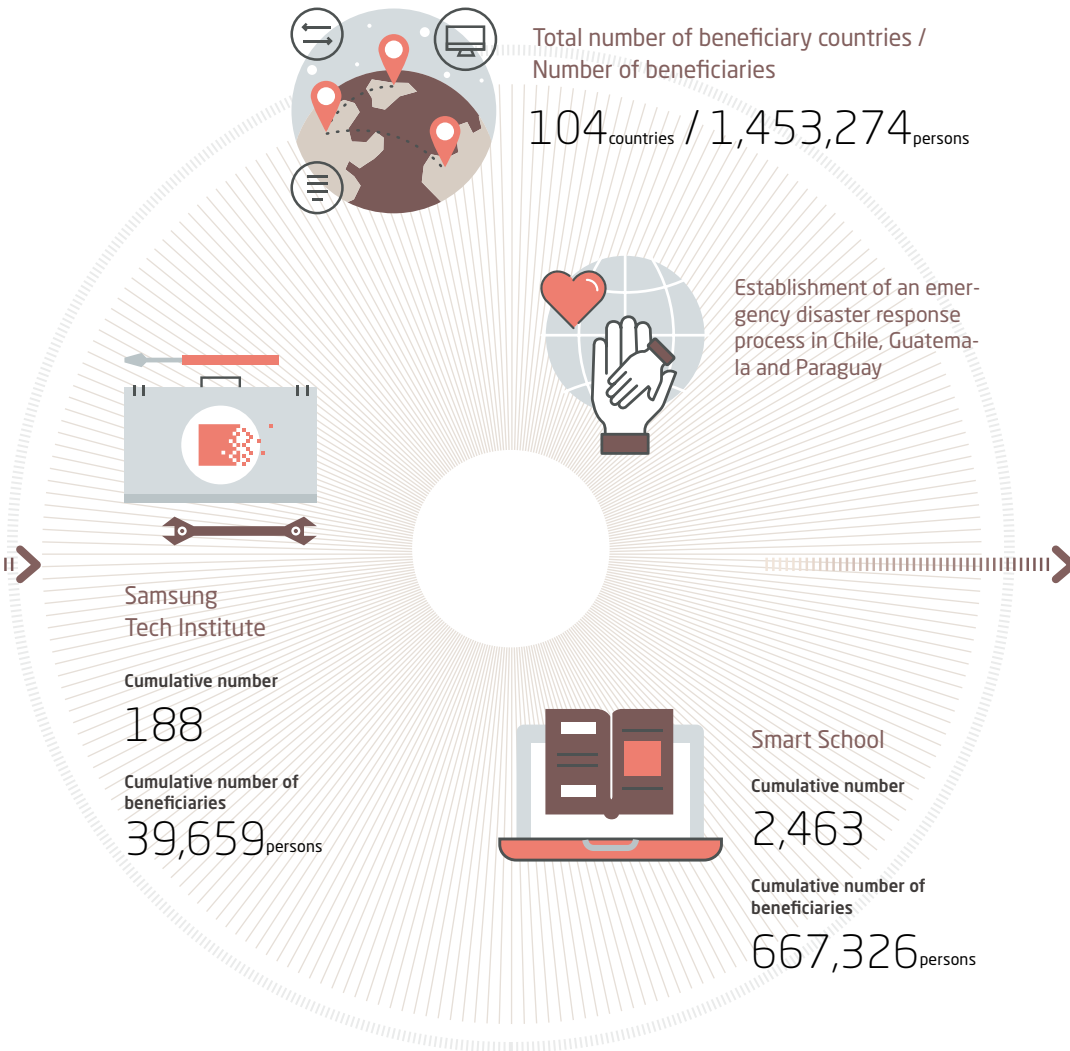 Total number of beneficiary countries /
Number of beneficiaries
104countries / 1,453,274persons
Establishment of an emer-
gency disaster response
process in Chile, Guatema-
la and Paraguay
Samsung
Tech Institute
Cumulative number
188
Cumulative number of
beneficiaries
39,659persons
Smart School
Cumulative number
2,463
Cumulative number of
beneficiaries
667,326persons